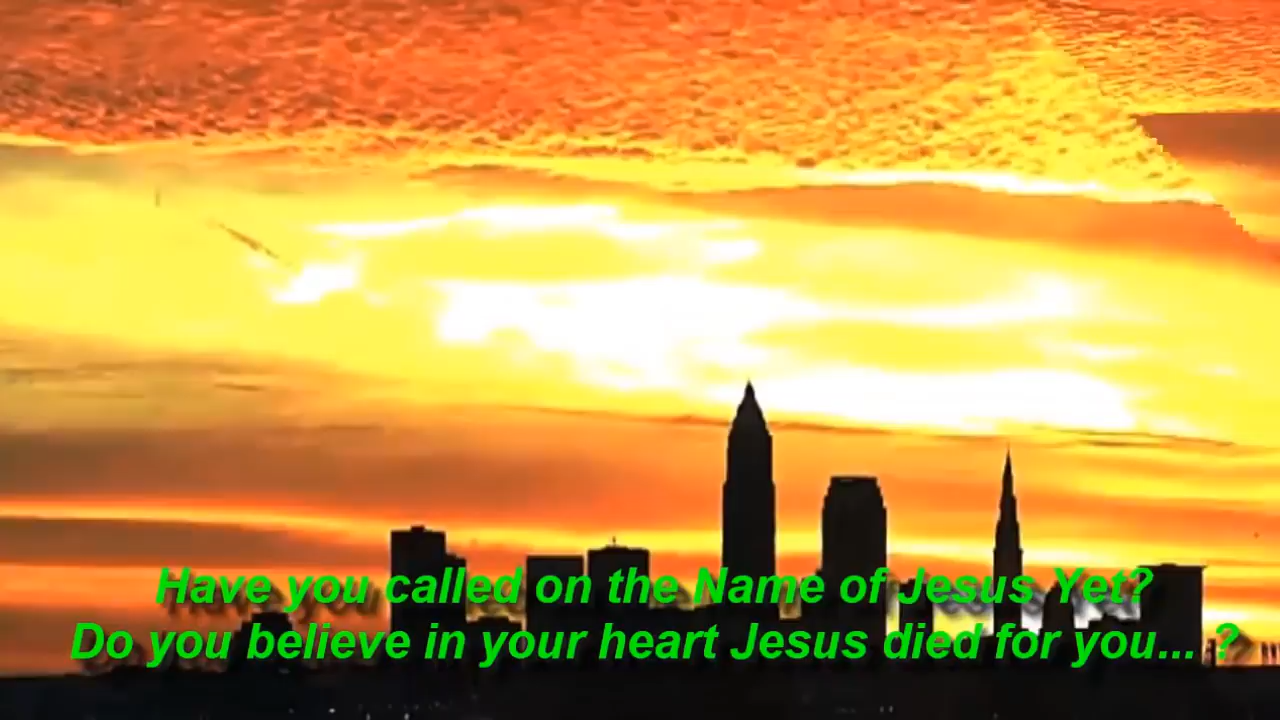 Have you called on the Name of Jesus Yet?
Do you believe in your heart Jesus died for you... ?